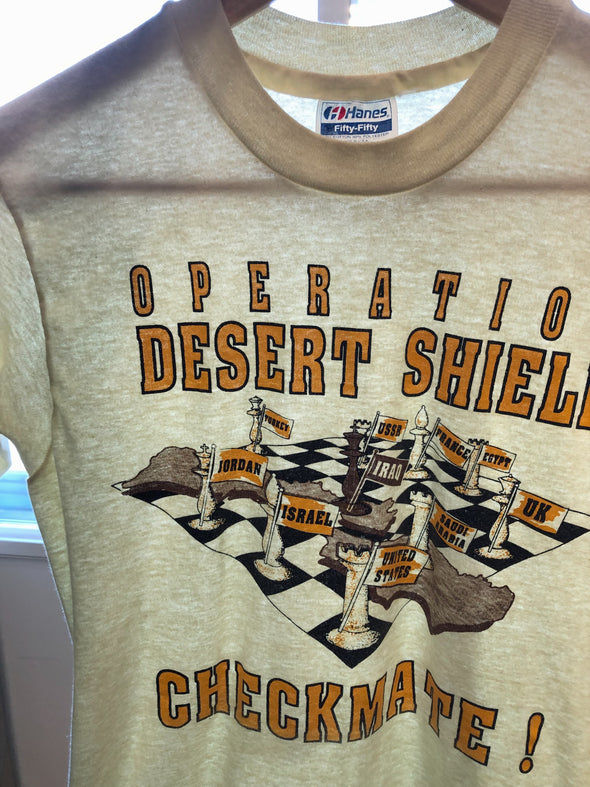 Hanes
Fifty-Fifty
OPERATIO
DESERT SHIEL
TURKEY
USSR
FRANCE
EGYPT
JORDAN
IRAQ
ISRAEL
UK
SAUDI
ARABIA
UNITED
STATES
CHECKMATE!